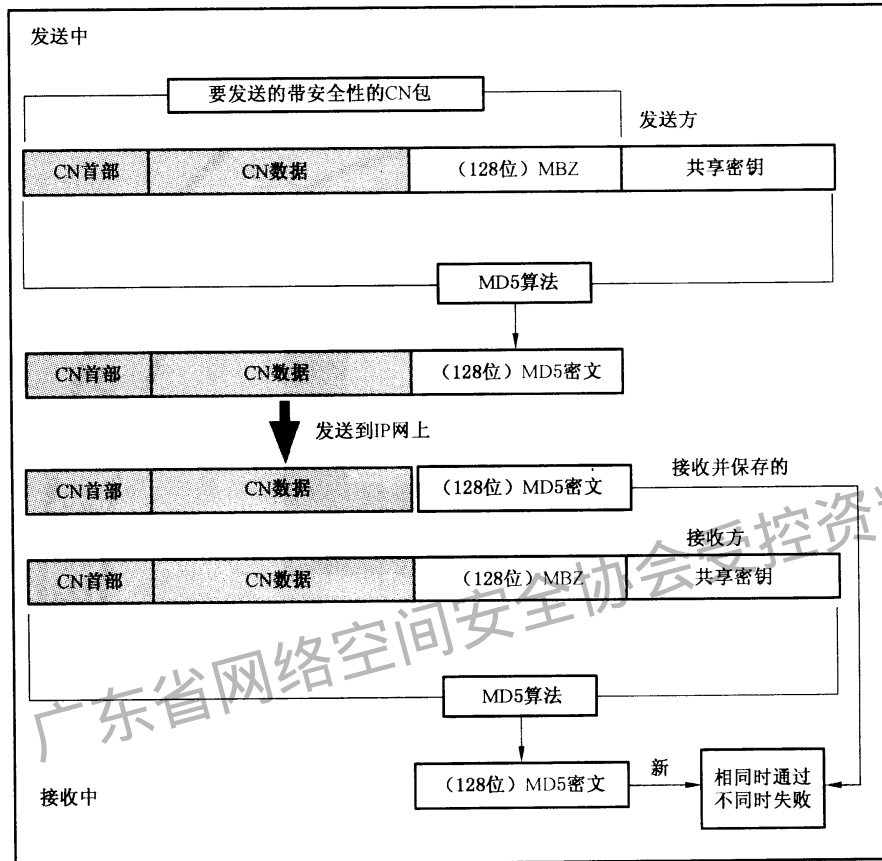 发送中
要发送的带安全性的CN包
发送方
CN首部 CN数据 (128位) MBZ 共享密钥
MD5算法
CN首部 CN数据 (128位) MD5密文
发送到IP网上
CN首部 CN数据 (128位) MD5密文 接收并保存的
接收方
CN首部 CN数据 (128位) MBZ 共享密钥
MD5算法
(128位) MD5密文 新 相同时通过
不同时失败
接收中
广东省网络空间安全协会受控资